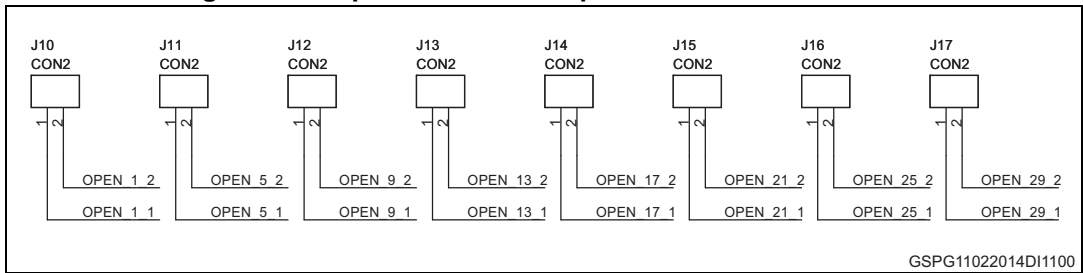 J10 J11 J12 J13 J14 J15 J16 J17
CON2 CON2 CON2 CON2 CON2 CON2 CON2 CON2
1 2 1 2 1 2 1 2 1 2 1 2 1 2 1 2
OPEN_1_2 OPEN_5_2 OPEN_9_2 OPEN_13_2 OPEN_17_2 OPEN_21_2 OPEN_25_2 OPEN_29_2
OPEN_1_1 OPEN_5_1 OPEN_9_1 OPEN_13_1 OPEN_17_1 OPEN_21_1 OPEN_25_1 OPEN_29_1
GSPG11022014DI1100